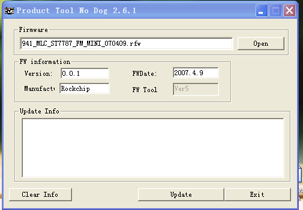 Product Tool No Dog 2.6.1
Firmware
941_MLC_ST7787_FM_MINI_070409.rfw
Open
FW information
Version: 0.0.1 FWDate: 2007.4.9
Manufact: Rockchip FW Tool Ver5
Update Info
Clear Info Update Exit